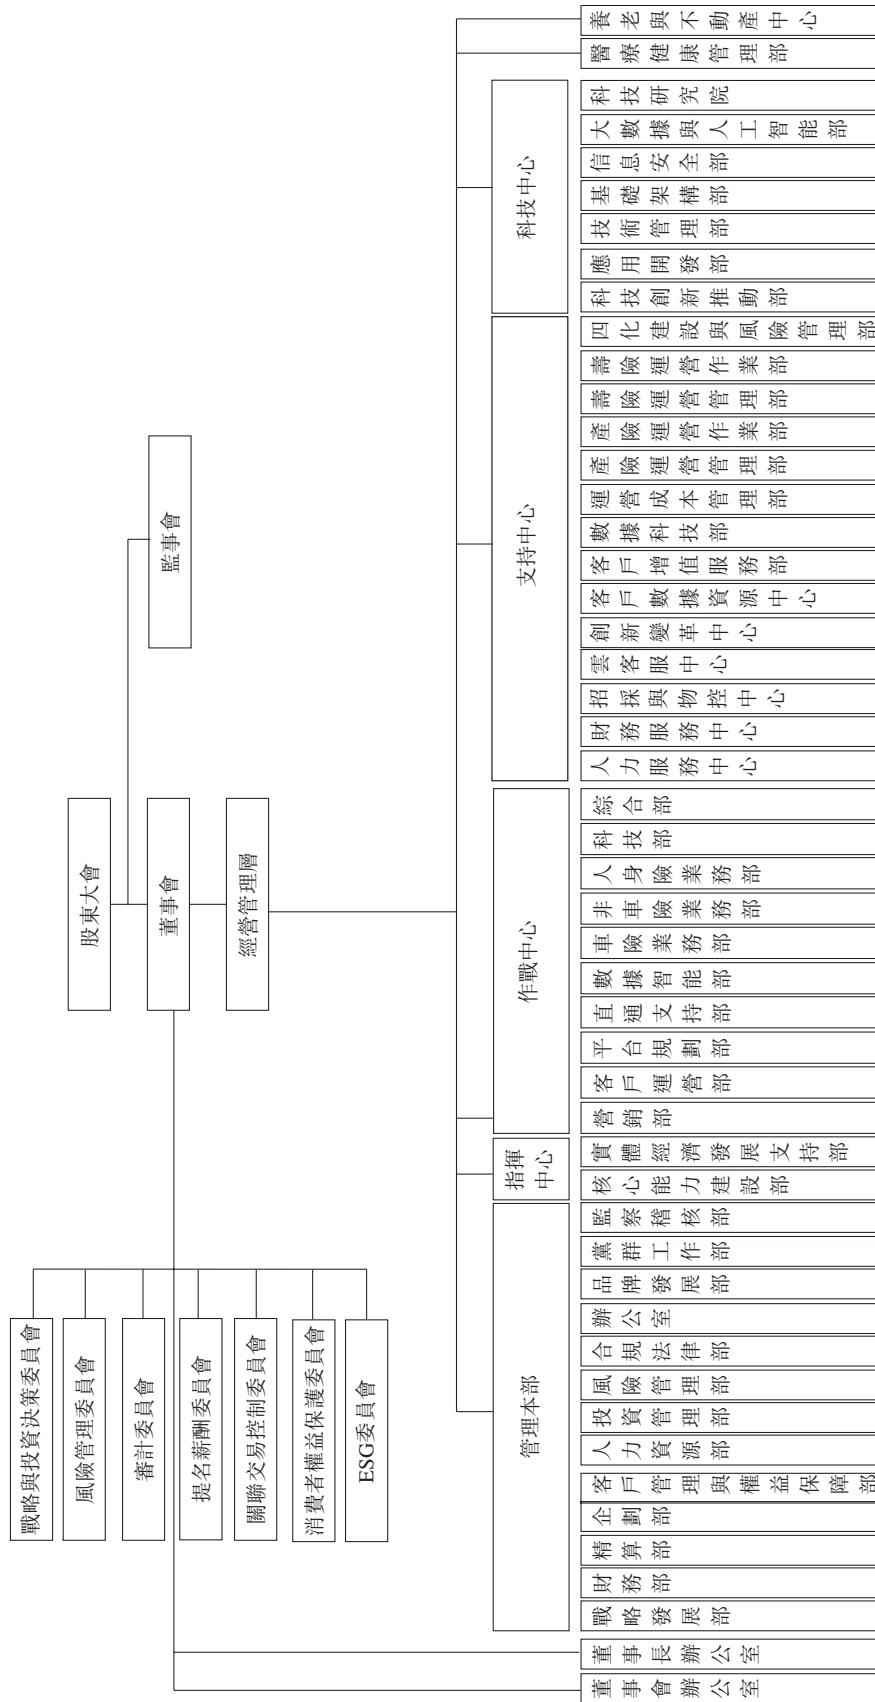 股東大會
監事會
董事會
經營管理層
戰略與投資決策委員會
風險管理委員會
審計委員會
提名薪酬委員會
關聯交易控制委員會
消費者權益保護委員會
ESG委員會
管理本部
指揮
中心
作戰中心
支持中心
科技中心
董事會辦公室
董事長辦公室
戰略發展部
財務部
精算部
企劃部
客戶管理與權益保障部
人力資源部
投資管理部
風險管理部
合規法律部
辦公室
品牌發展部
黨群工作部
監察稽核部
核心能力建設部
實體經濟發展支持部
營銷部
客戶運營部
平台規劃部
直通支持部
數據智能部
車險業務部
非車險業務部
人身險業務部
科技部
綜合部
人力服務中心
財務服務中心
招採與物控中心
雲客服中心
創新變革中心
客戶數據資源中心
客戶增值服務部
數據科技部
運營成本管理部
產險運營管理部
產險運營作業部
壽險運營管理部
壽險運營作業部
四化建設與風險管理部
科技創新推動部
應用開發部
技術管理部
基礎架構部
信息安全部
大數據與人工智能部
科技研究院
醫療健康管理部
養老與不動產中心